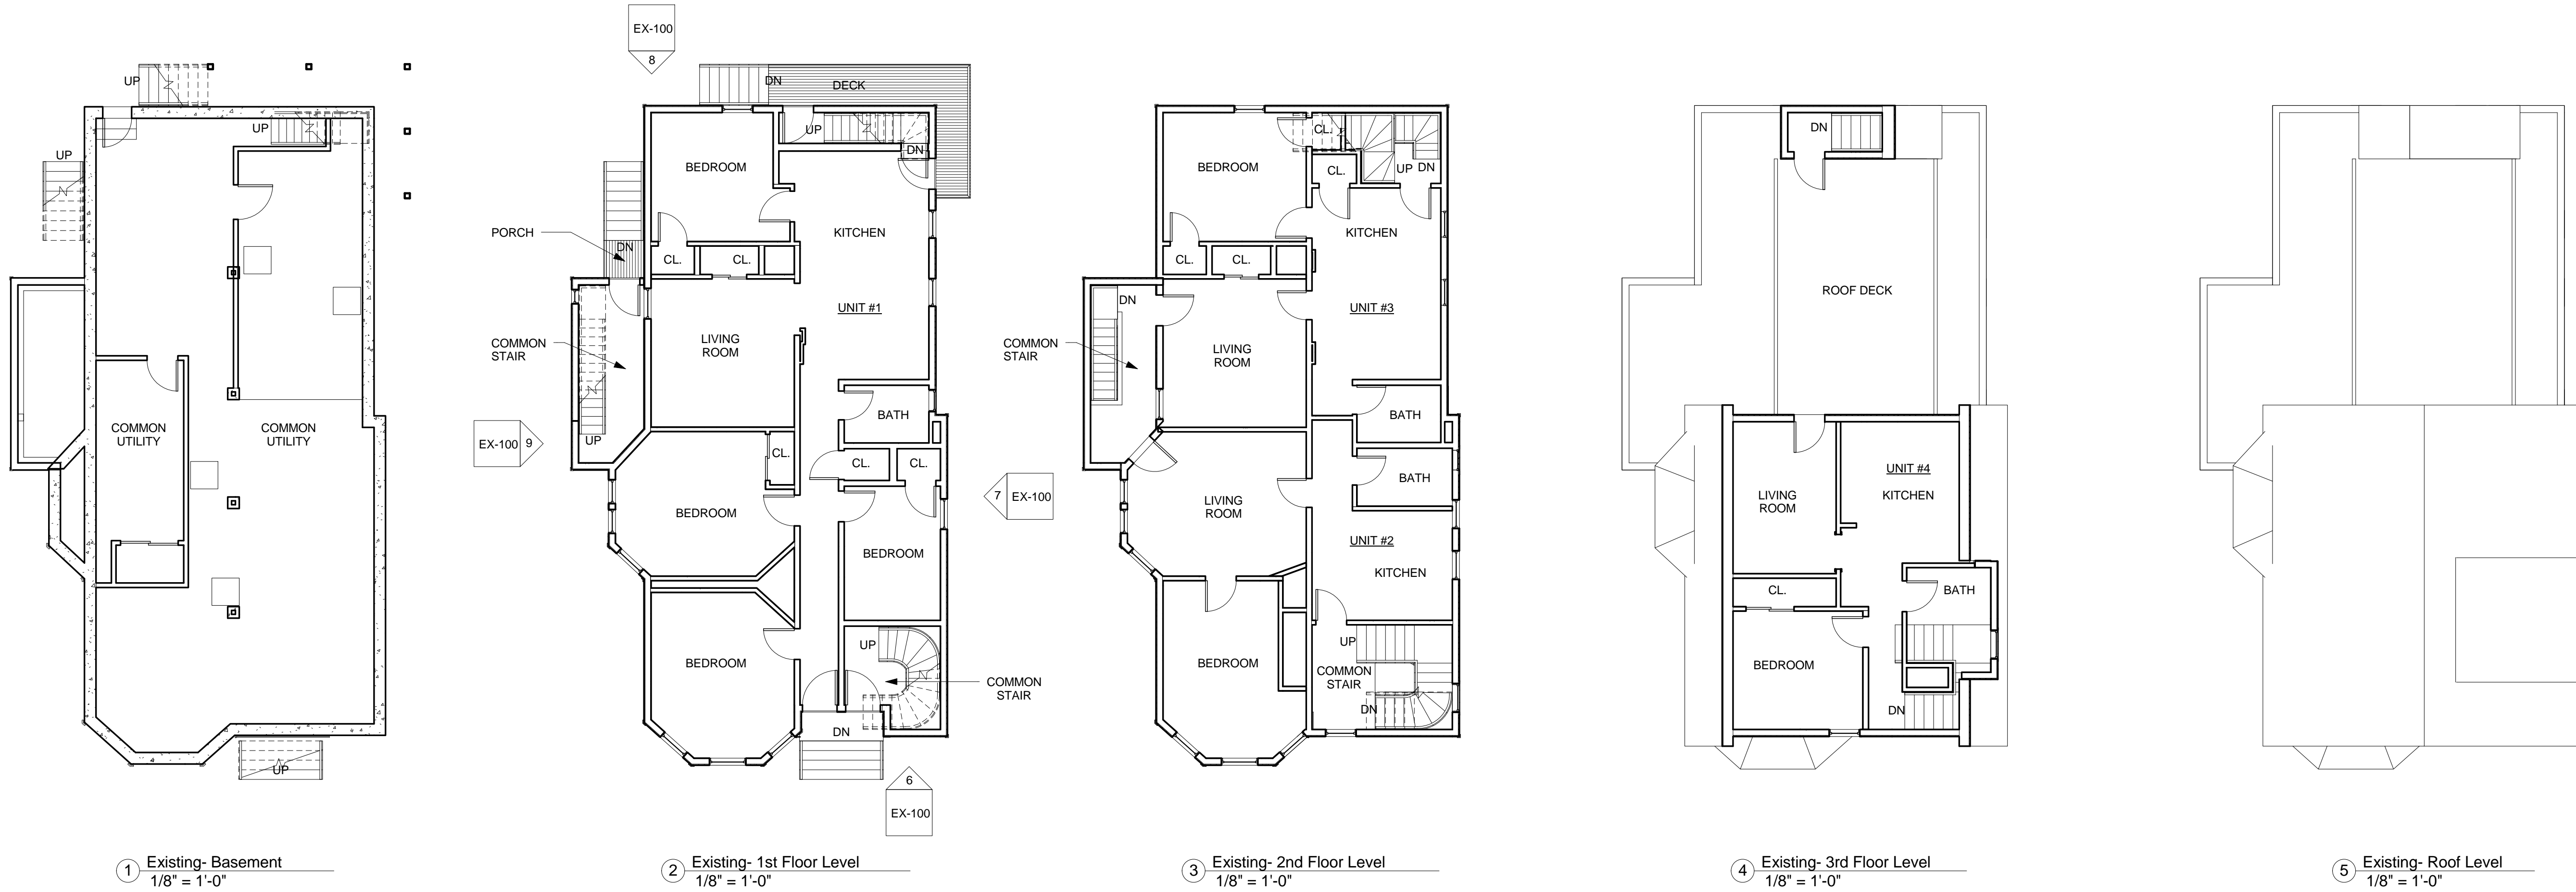 UP
UP
UP
COMMON
UTILITY
COMMON
UTILITY
UP
1
Existing- Basement
1/8" = 1'-0"
EX-100
8
DN
DECK
UP
DN
BEDROOM
PORCH
DN
KITCHEN
CL.
CL.
UNIT #1
COMMON
STAIR
LIVING
ROOM
BATH
UP
EX-100
9
CL.
CL.
CL.
BEDROOM
7
EX-100
BEDROOM
BEDROOM
UP
COMMON
STAIR
DN
6
EX-100
2
Existing- 1st Floor Level
1/8" = 1'-0"
CL.
BEDROOM
CL.
UP
DN
KITCHEN
CL.
CL.
DN
UNIT #3
COMMON
STAIR
LIVING
ROOM
BATH
BATH
LIVING
ROOM
UNIT #2
KITCHEN
UP
BEDROOM
COMMON
STAIR
DN
3
Existing- 2nd Floor Level
1/8" = 1'-0"
DN
ROOF DECK
UNIT #4
LIVING
ROOM
KITCHEN
CL.
BATH
BEDROOM
DN
4
Existing- 3rd Floor Level
1/8" = 1'-0"
5
Existing- Roof Level
1/8" = 1'-0"